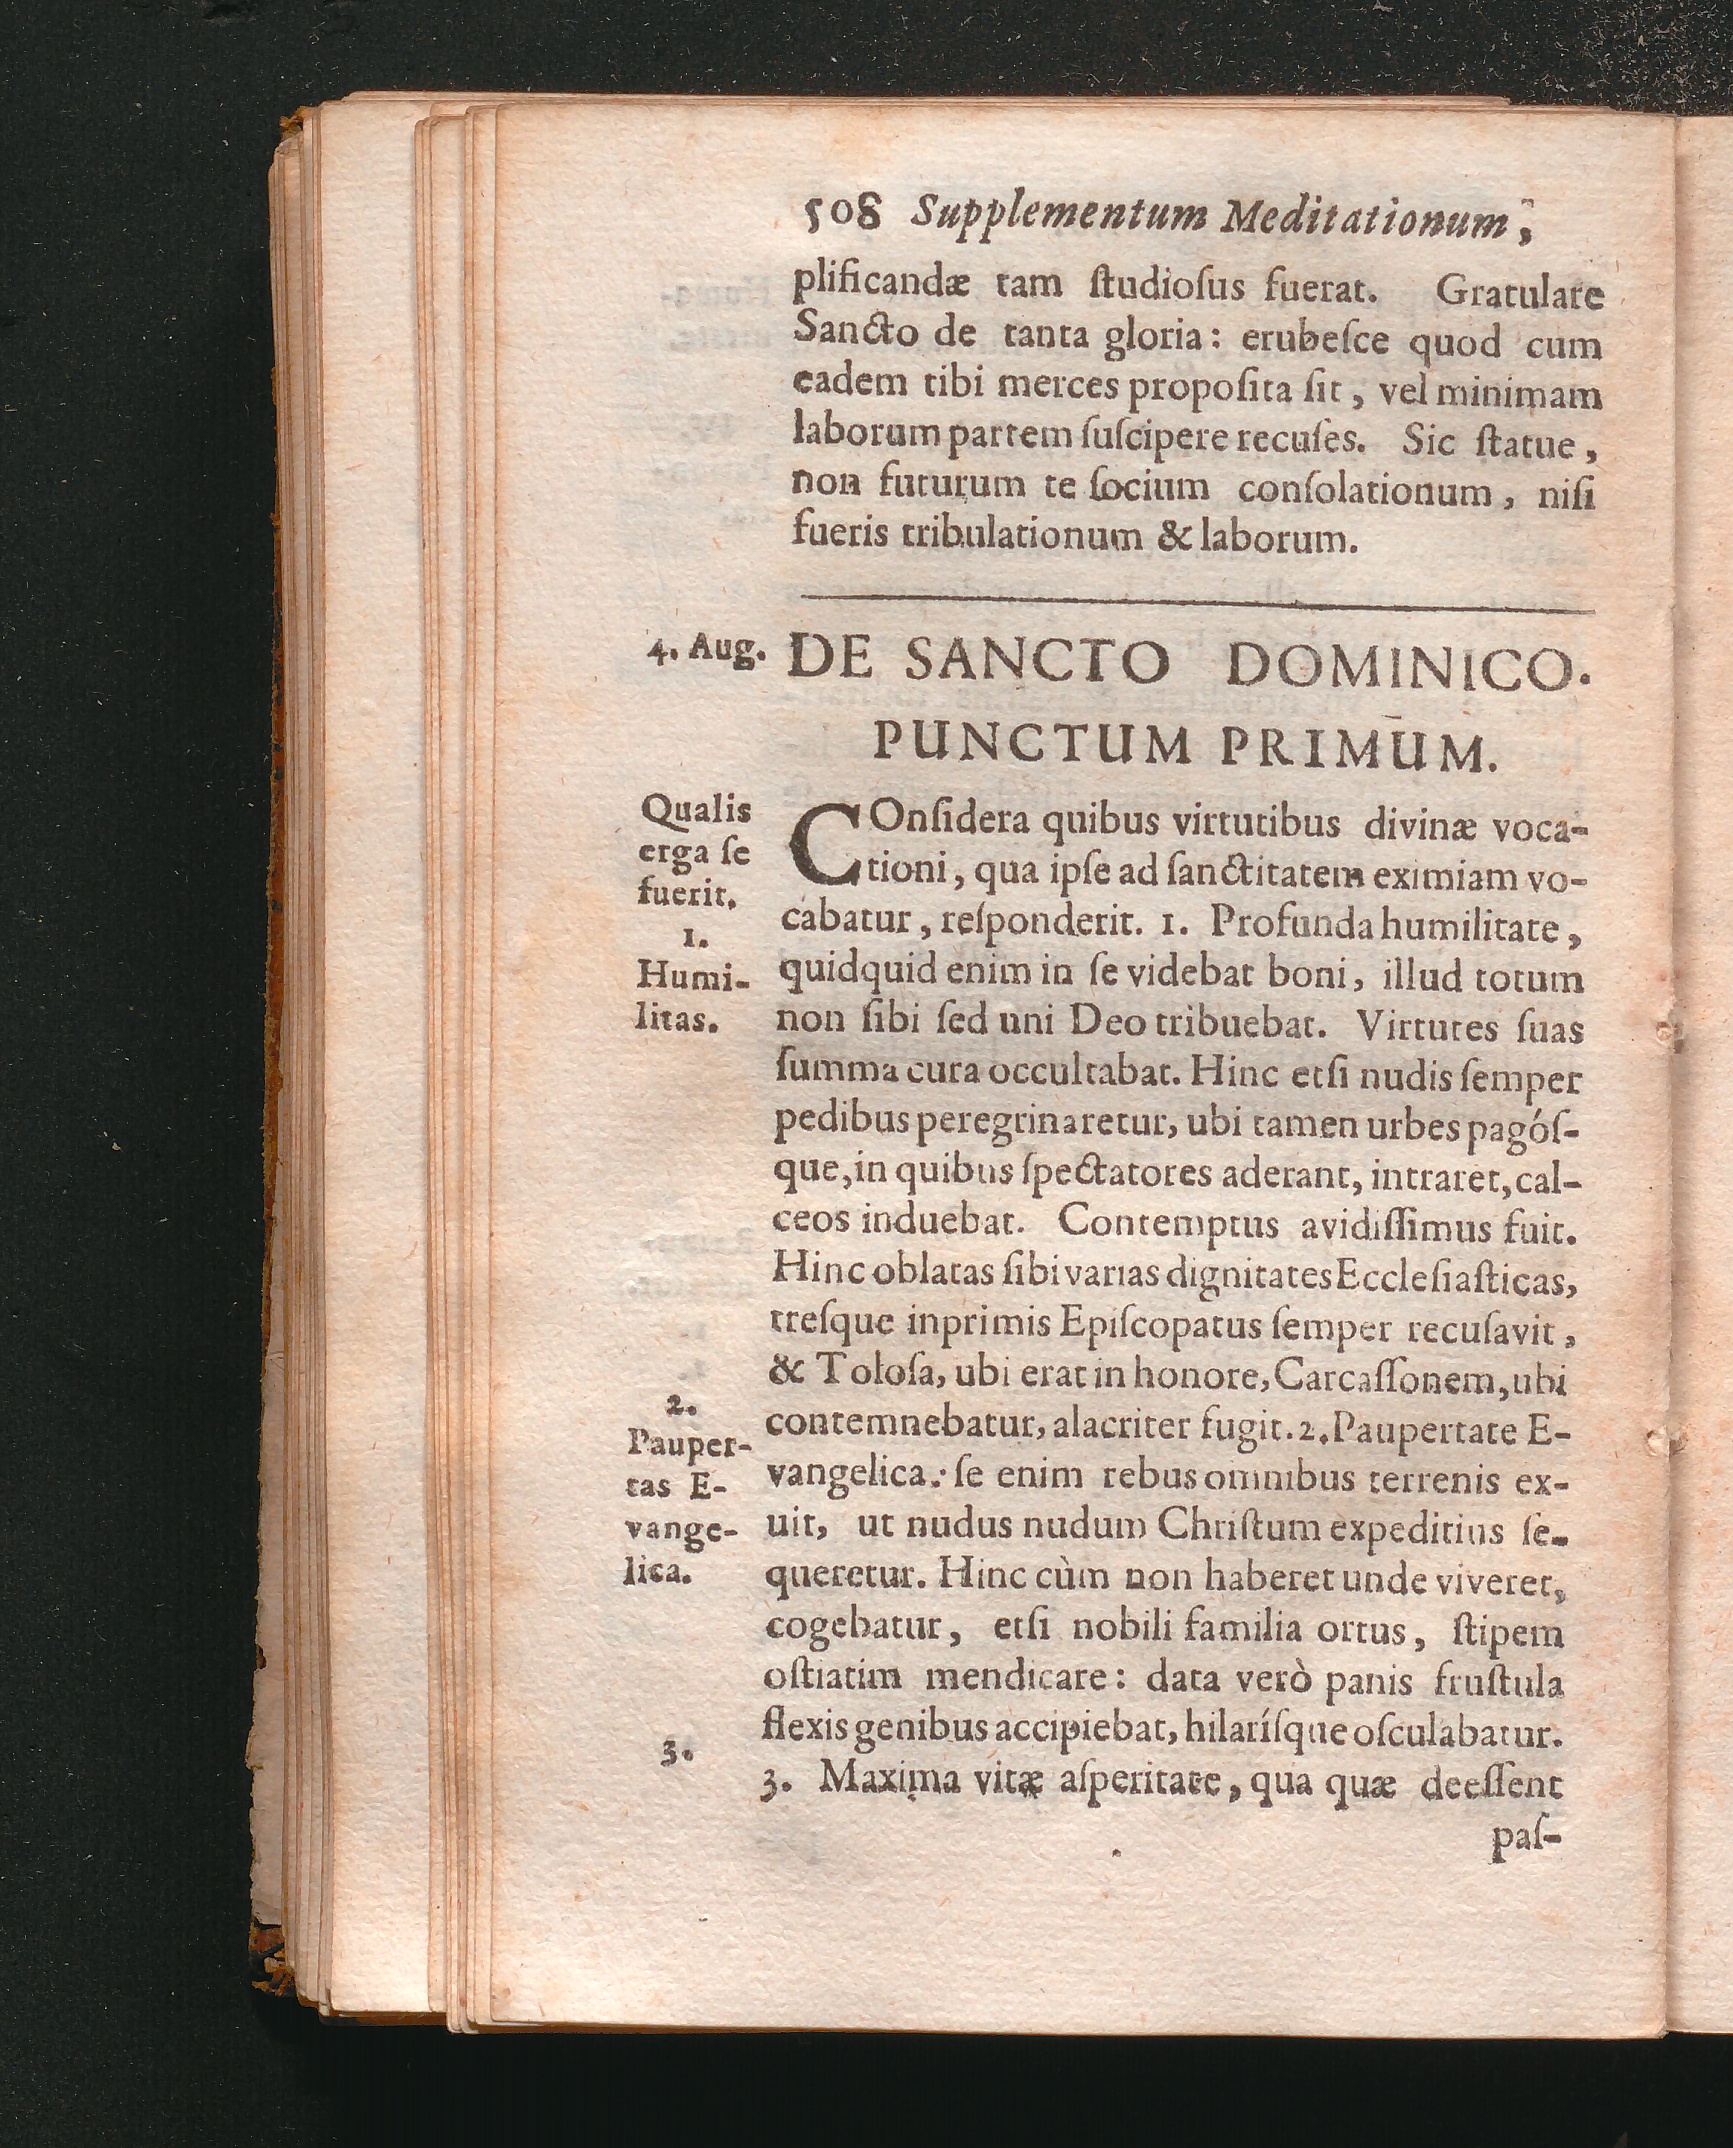 508 Supplementum Meditationum,
plificandæ tam ſtudioſus fuerat. Gratulare
Sancto de tanta gloria: erubeſce quod cum
eadem tibi merces propoſita ſit, vel minimam
laborum partem ſuſcipere recuſes. Sic ſtatue,
non futurum te ſocium conſolationum, niſi
fueris tribulationum & laborum.
4. Aug.
DE SANCTO DOMINICO.
PUNCTUM PRIMUM.
Qualis
erga ſe
fuerit.
1.
Humi-
litas.
COnſidera quibus virtutibus divinæ voca-
tioni, qua ipſe ad ſanctitatem eximiam vo-
cabatur, reſponderit. 1. Profunda humilitate,
quidquid enim in ſe videbat boni, illud totum
non ſibi ſed uni Deo tribuebat. Virtutes ſuas
ſumma cura occultabat. Hinc etſi nudis ſemper
pedibus peregrinaretur, ubi tamen urbes pagóſ-
que, in quibus ſpectatores aderant, intraret, cal-
ceos induebat. Contemptus avidiſſimus fuit.
Hinc oblatas ſibi varias dignitates Eccleſiaſticas,
treſque inprimis Epiſcopatus ſemper recuſavit,
& Toloſa, ubi erat in honore, Carcaſſonem, ubi
contemnebatur, alacriter fugit. 2. Paupertate E-
vangelica: ſe enim rebus omnibus terrenis ex-
uit, ut nudus nudum Chriſtum expeditius ſe-
queretur. Hinc cùm non haberet unde viveret,
cogebatur, etſi nobili familia ortus, ſtipem
oſtiatim mendicare: data verò panis fruſtula
flexis genibus accipiebat, hilaríſque oſculabatur.
3. Maxima vitæ aſperitate, qua quæ deeſſent
2.
Pauper-
tas E-
vange-
lica.
3.
paſ-